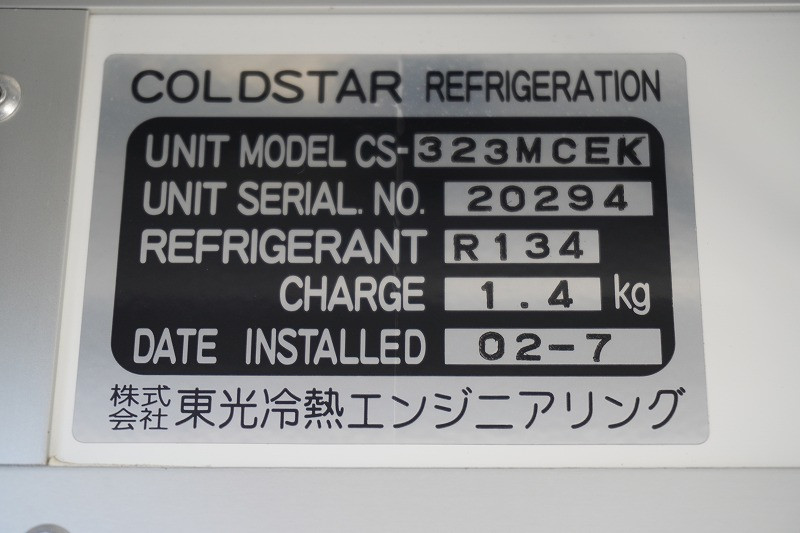 COLDSTAR REFRIGERATION
UNIT MODEL CS-323MCEK
UNIT SERIAL. NO. 20294
REFRIGERANT R134
CHARGE 1.4 kg
DATE INSTALLED 02-7
株式会社 東光冷熱エンジニアリング